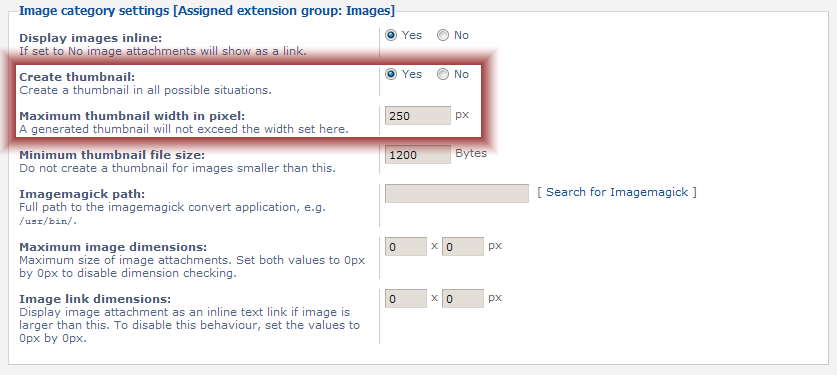 Image category settings [Assigned extension group: Images]
Display images inline:
If set to No image attachments will show as a link.
Yes No
Create thumbnail:
Create a thumbnail in all possible situations.
Yes No
Maximum thumbnail width in pixel:
A generated thumbnail will not exceed the width set here.
250 px
Minimum thumbnail file size:
Do not create a thumbnail for images smaller than this.
1200 Bytes
Imagemagick path:
Full path to the imagemagick convert application, e.g.
/usr/bin/.
[ Search for Imagemagick ]
Maximum image dimensions:
Maximum size of image attachments. Set both values to 0px
by 0px to disable dimension checking.
0 x 0 px
Image link dimensions:
Display image attachment as an inline text link if image is
larger than this. To disable this behaviour, set the values to
0px by 0px.
0 x 0 px